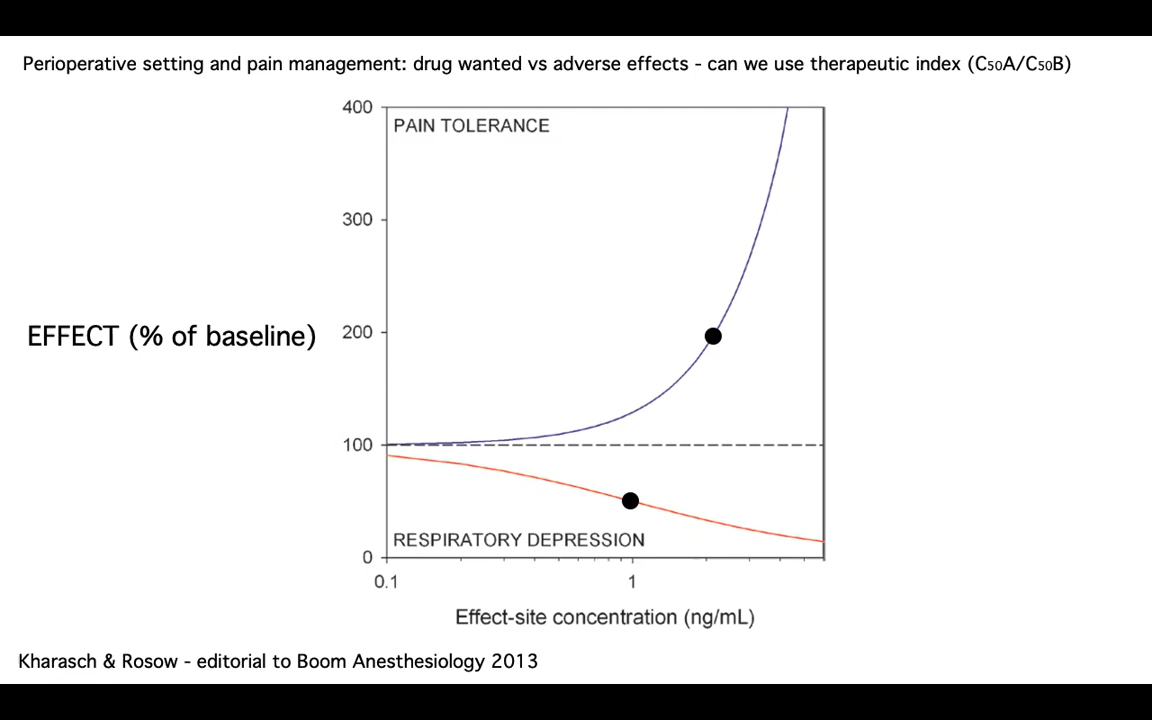 Perioperative setting and pain management: drug wanted vs adverse effects - can we use therapeutic index (C50A/C50B)
400
PAIN TOLERANCE
300
EFFECT (% of baseline)
200
100
RESPIRATORY DEPRESSION
0
0.1
1
Effect-site concentration (ng/mL)
Kharasch & Rosow - editorial to Boom Anesthesiology 2013